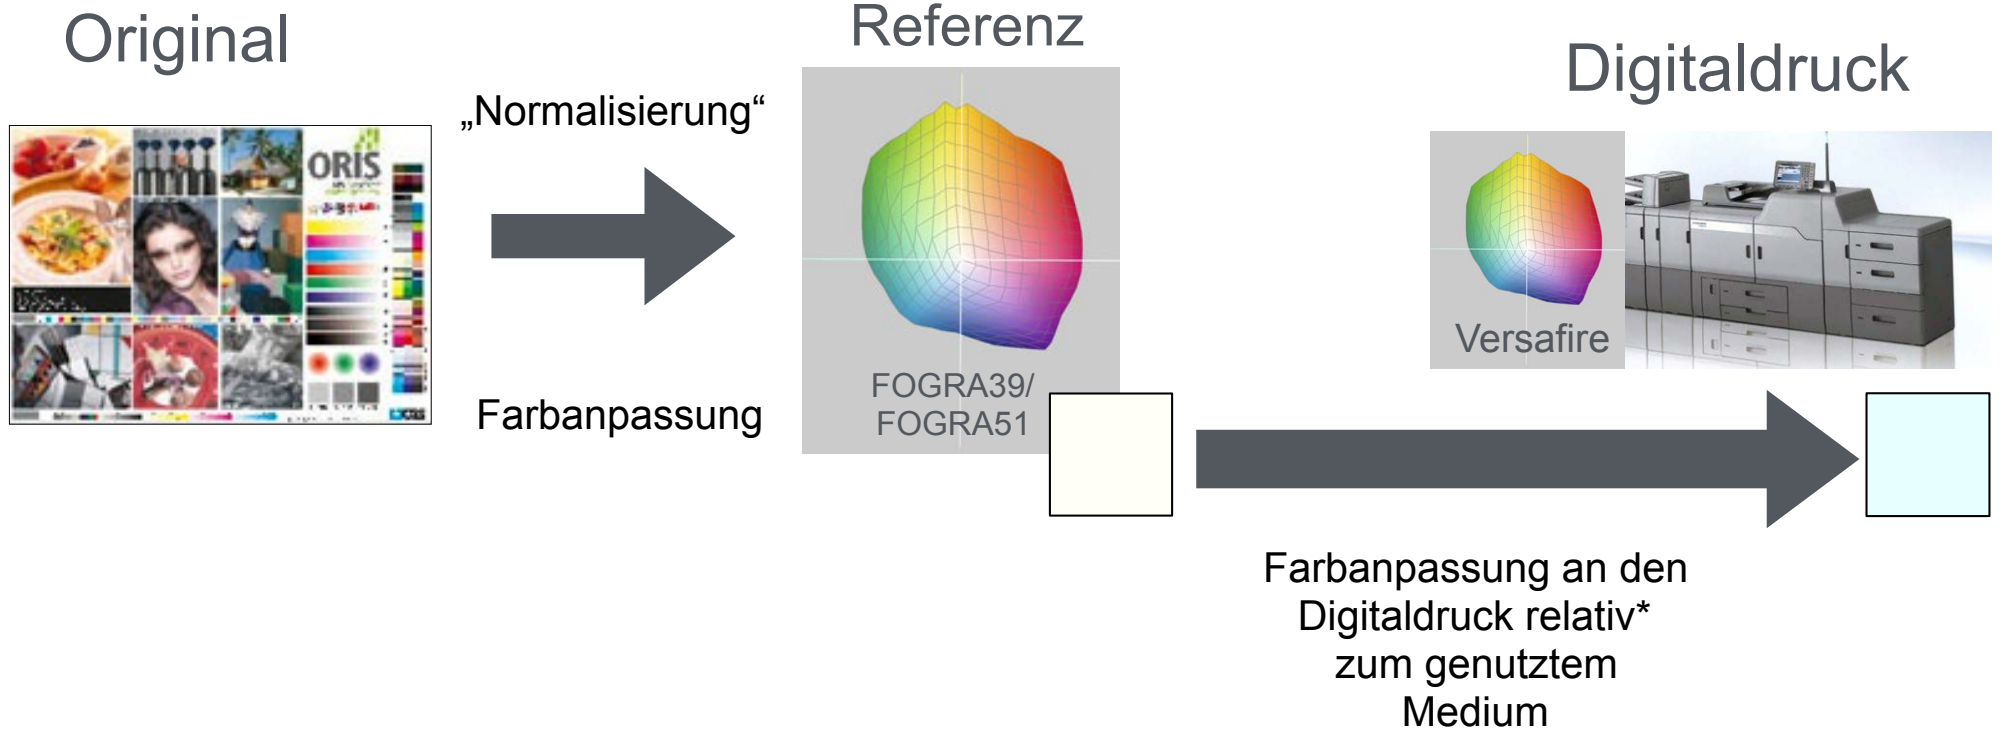 Original
„Normalisierung“
Farbanpassung
ORIS
Referenz
FOGRA39/
FOGRA51
Digitaldruck
Versafire
Farbanpassung an den
Digitaldruck relativ*
zum genutztem
Medium